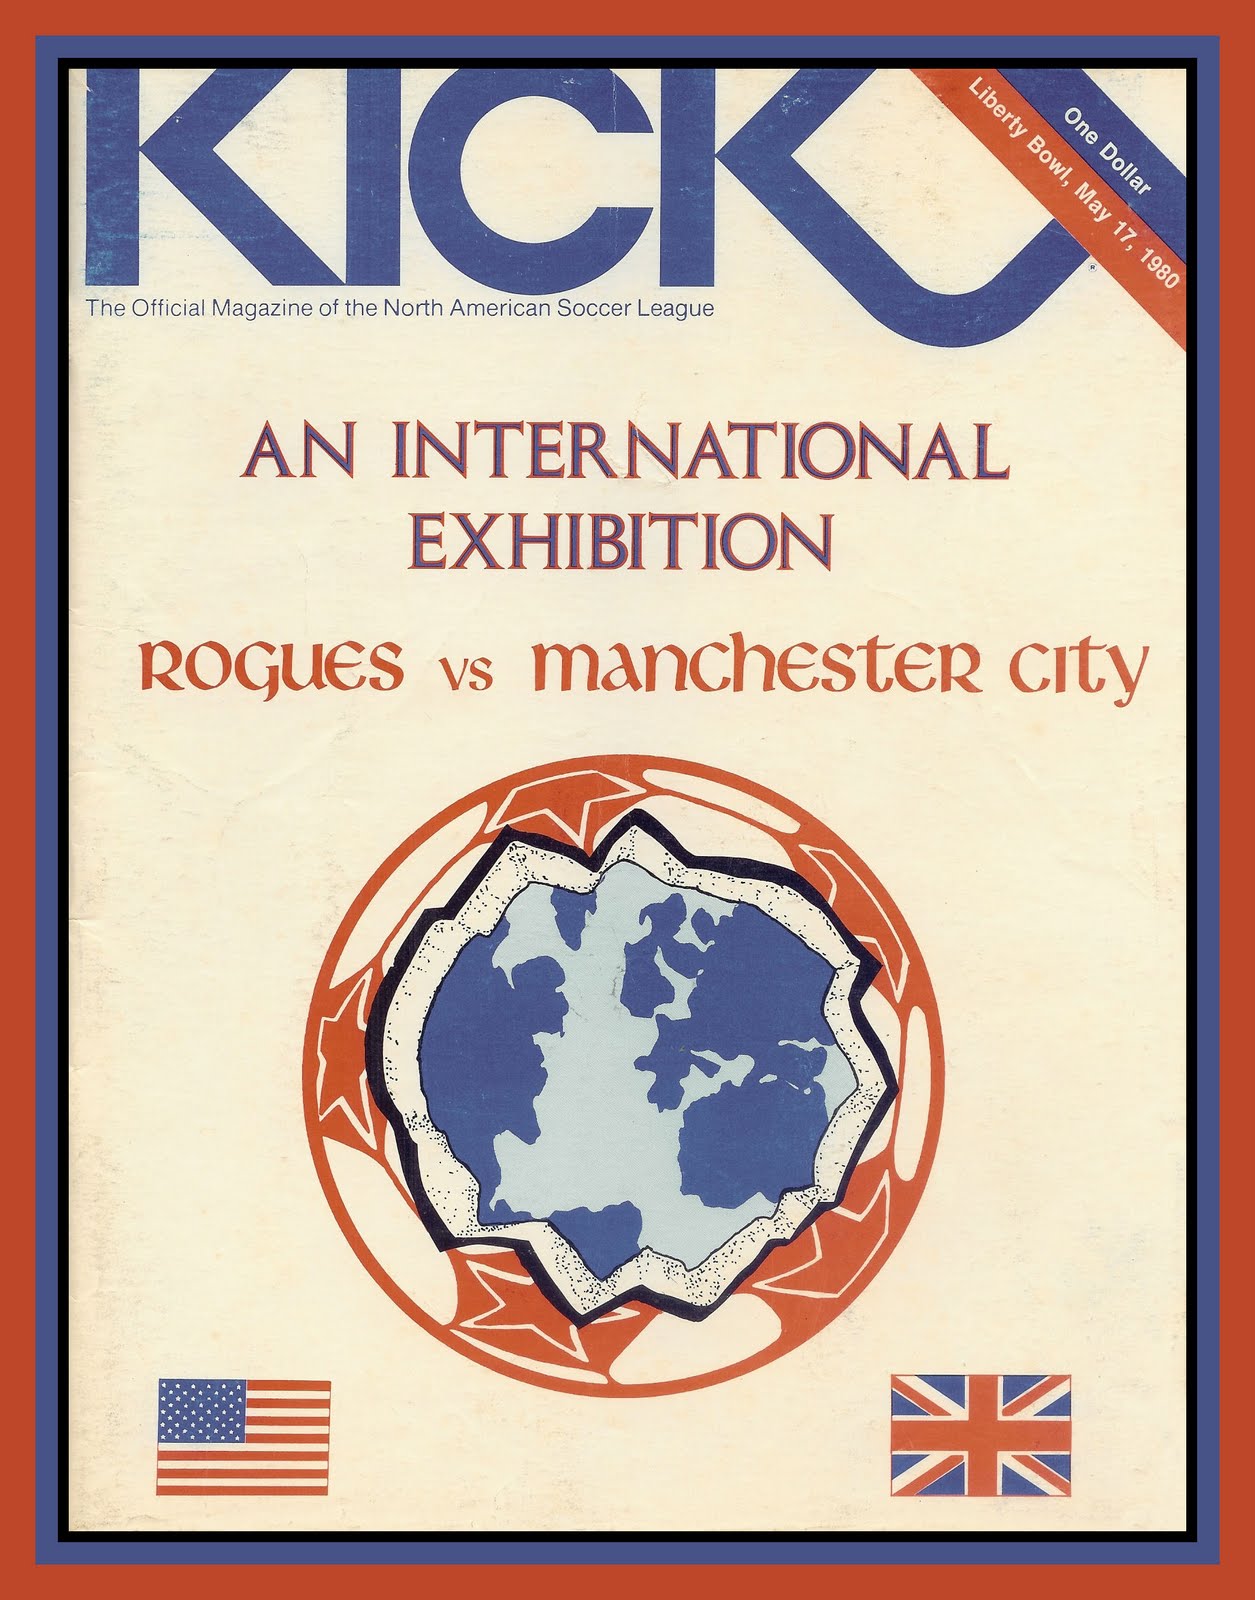 KICK
One Dollar
Liberty Bowl, May 17, 1980
®
The Official Magazine of the North American Soccer League
AN INTERNATIONAL
EXHIBITION
ROGUES vs MANCHESTER CITY